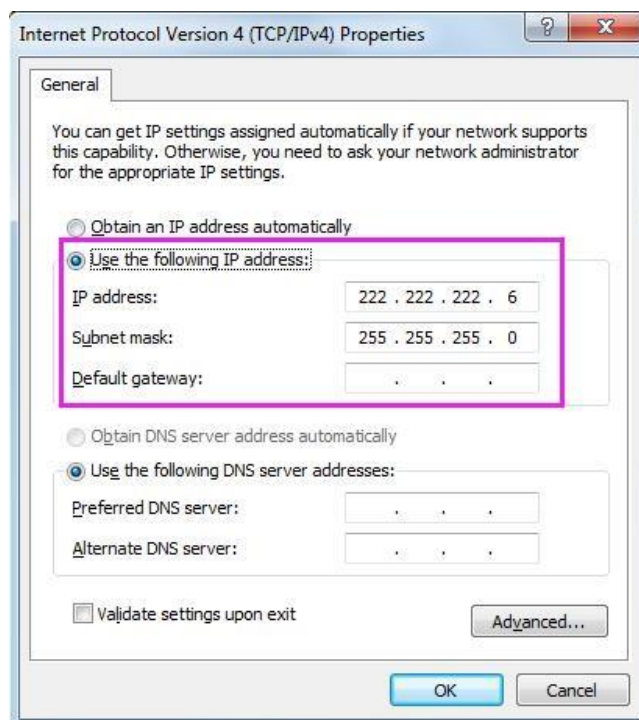 Internet Protocol Version 4 (TCP/IPv4) Properties
General
You can get IP settings assigned automatically if your network supports
this capability. Otherwise, you need to ask your network administrator
for the appropriate IP settings.
Obtain an IP address automatically
Use the following IP address:
IP address: 222 . 222 . 222 . 6
Subnet mask: 255 . 255 . 255 . 0
Default gateway: . . .
Obtain DNS server address automatically
Use the following DNS server addresses:
Preferred DNS server: . . .
Alternate DNS server: . . .
Validate settings upon exit
Advanced...
OK Cancel